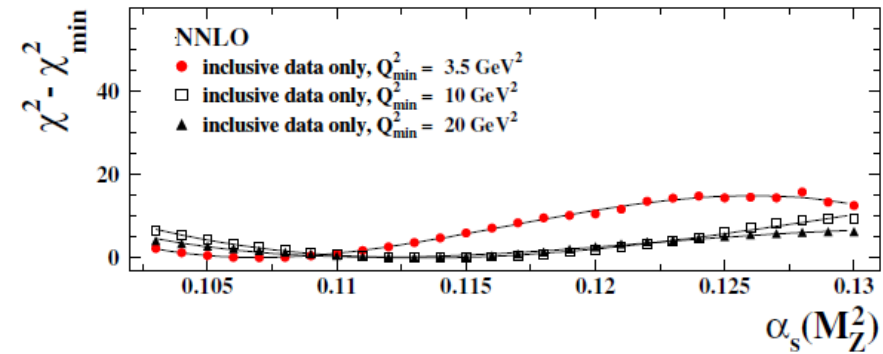 χ² - χ²min
NNLO
inclusive data only, Q²min = 3.5 GeV²
inclusive data only, Q²min = 10 GeV²
inclusive data only, Q²min = 20 GeV²
40
20
0
0.105 0.11 0.115 0.12 0.125 0.13
αs(M²Z)